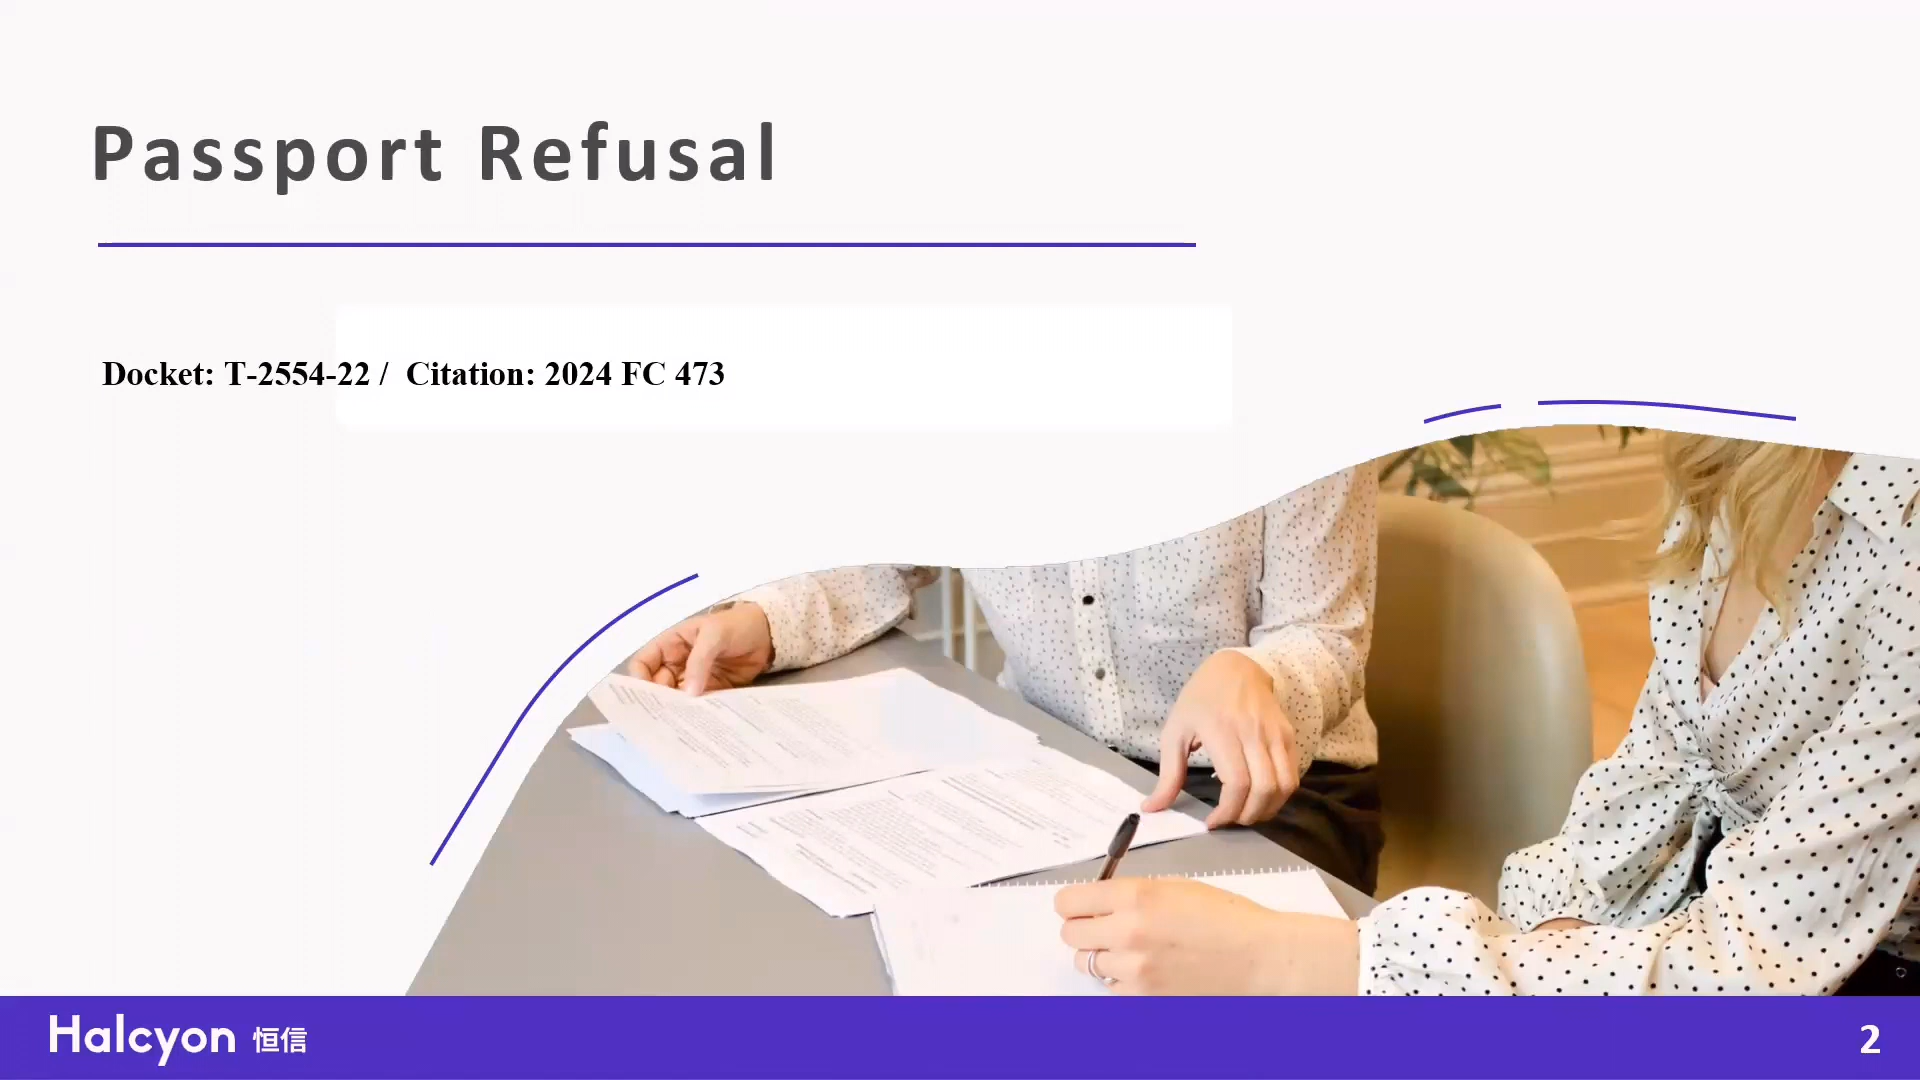 Passport Refusal
Docket: T-2554-22 /  Citation: 2024 FC 473
Halcyon 恒信
2